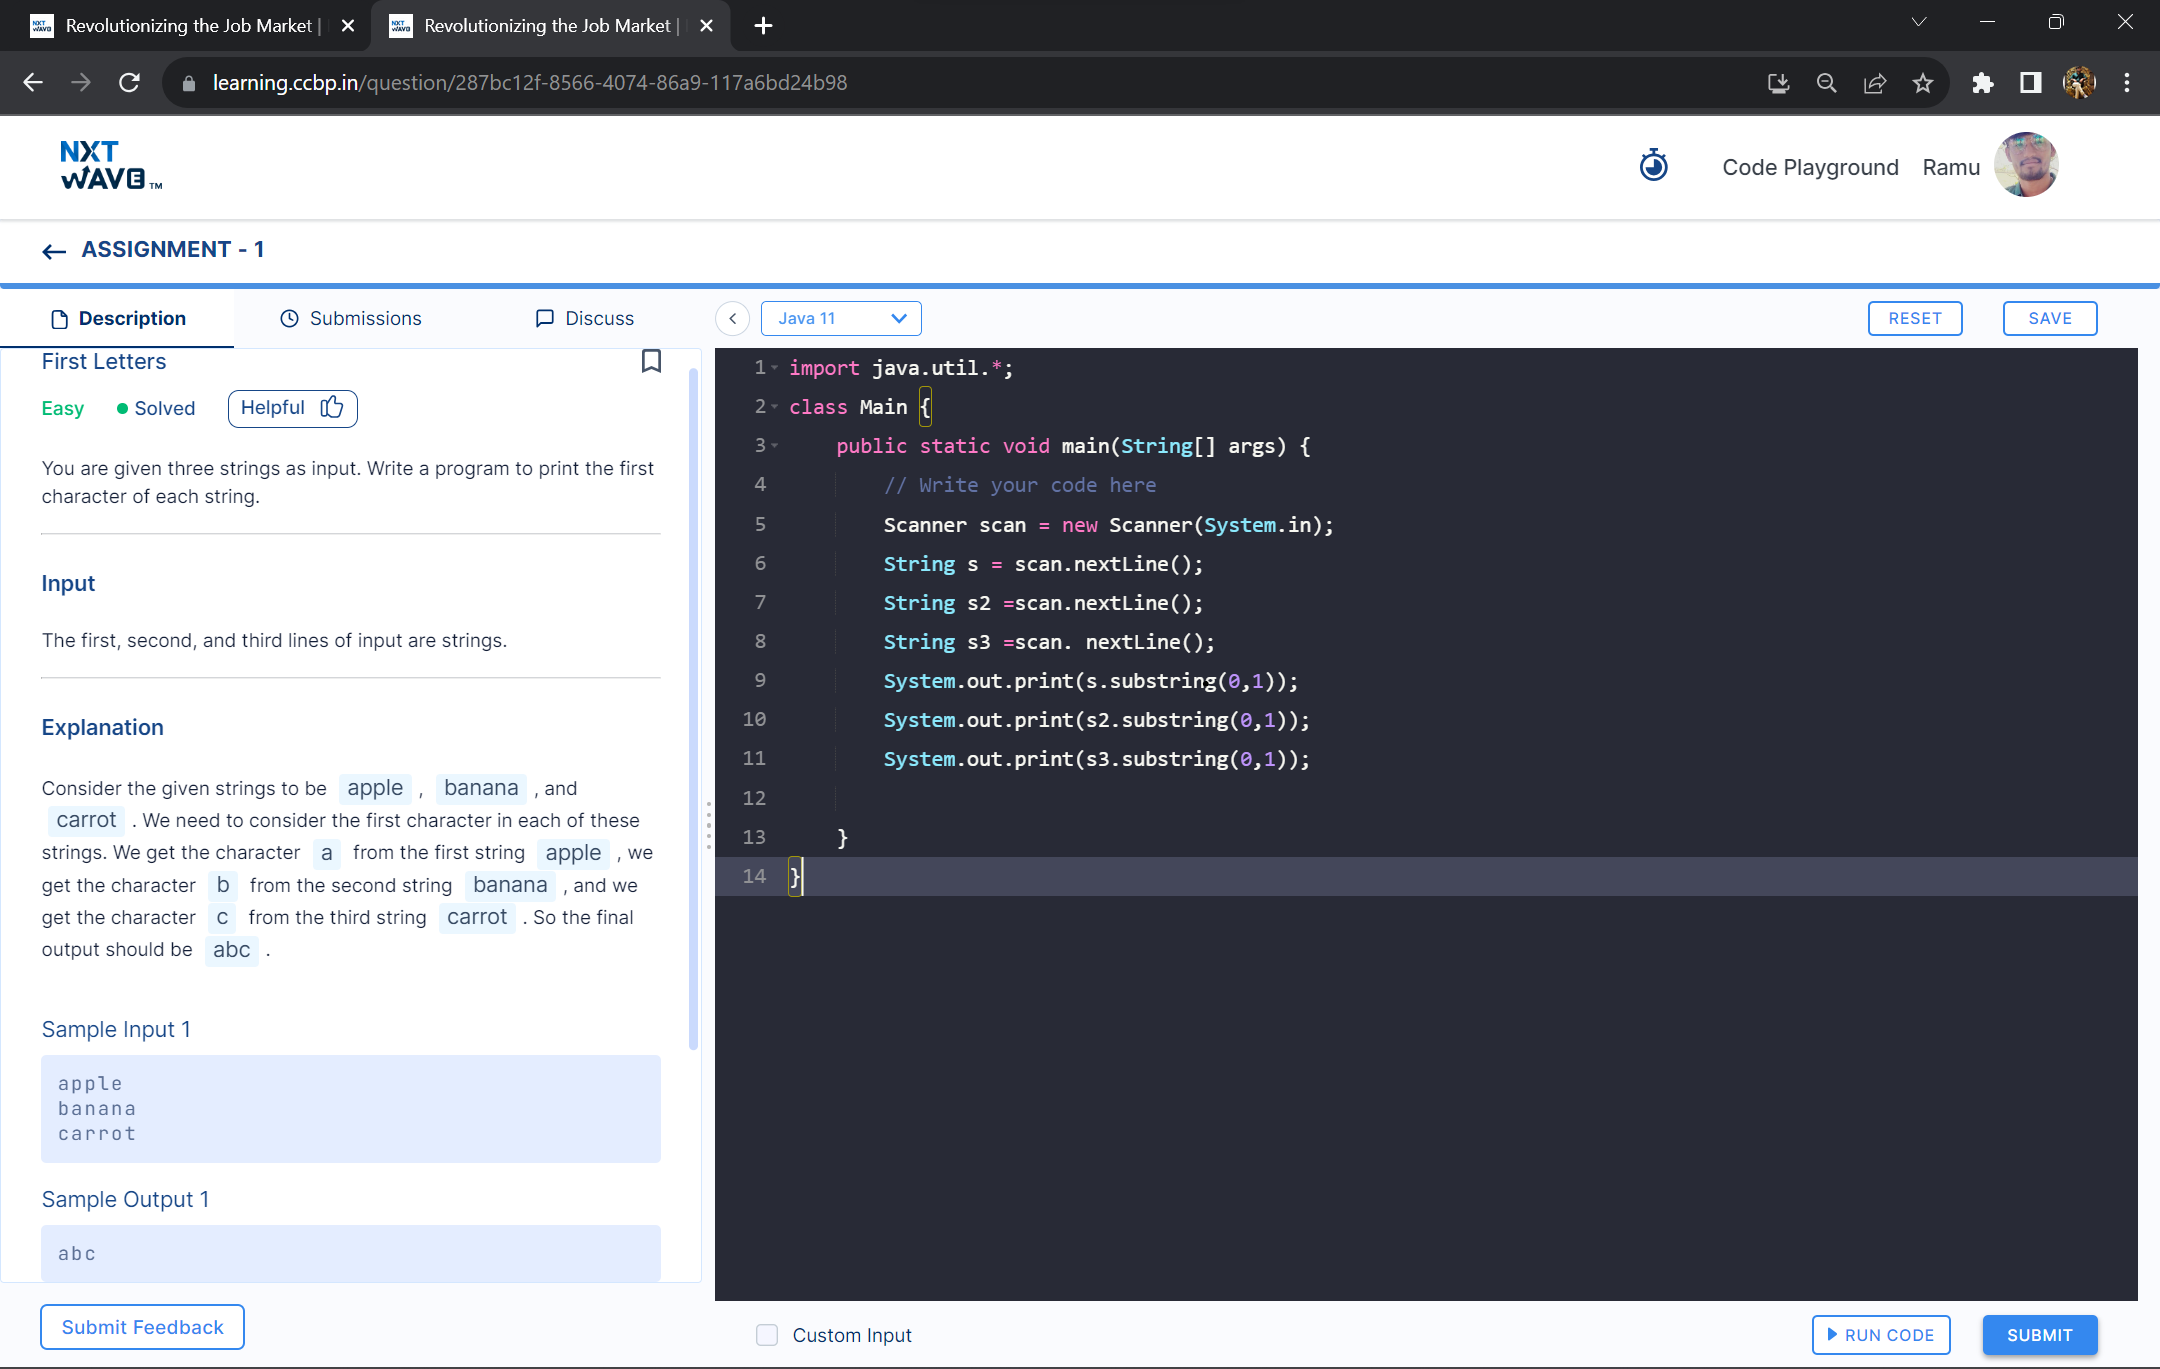 Revolutionizing the Job Market |
Revolutionizing the Job Market |
learning.ccbp.in/question/287bc12f-8566-4074-86a9-117a6bd24b98
NXT
WAVE TM
Code Playground
Ramu
ASSIGNMENT - 1
Description
Submissions
Discuss
Java 11
RESET
SAVE
First Letters
Easy
Solved
Helpful
You are given three strings as input. Write a program to print the first
character of each string.
Input
The first, second, and third lines of input are strings.
Explanation
Consider the given strings to be apple , banana , and
carrot . We need to consider the first character in each of these
strings. We get the character a from the first string apple , we
get the character b from the second string banana , and we
get the character c from the third string carrot . So the final
output should be abc .
Sample Input 1
apple
banana
carrot
Sample Output 1
abc
Submit Feedback
1 import java.util.*;
2 class Main {
3     public static void main(String[] args) {
4         // Write your code here
5         Scanner scan = new Scanner(System.in);
6         String s = scan.nextLine();
7         String s2 =scan.nextLine();
8         String s3 =scan. nextLine();
9         System.out.print(s.substring(0,1));
10         System.out.print(s2.substring(0,1));
11         System.out.print(s3.substring(0,1));
12
13     }
14 }
Custom Input
RUN CODE
SUBMIT